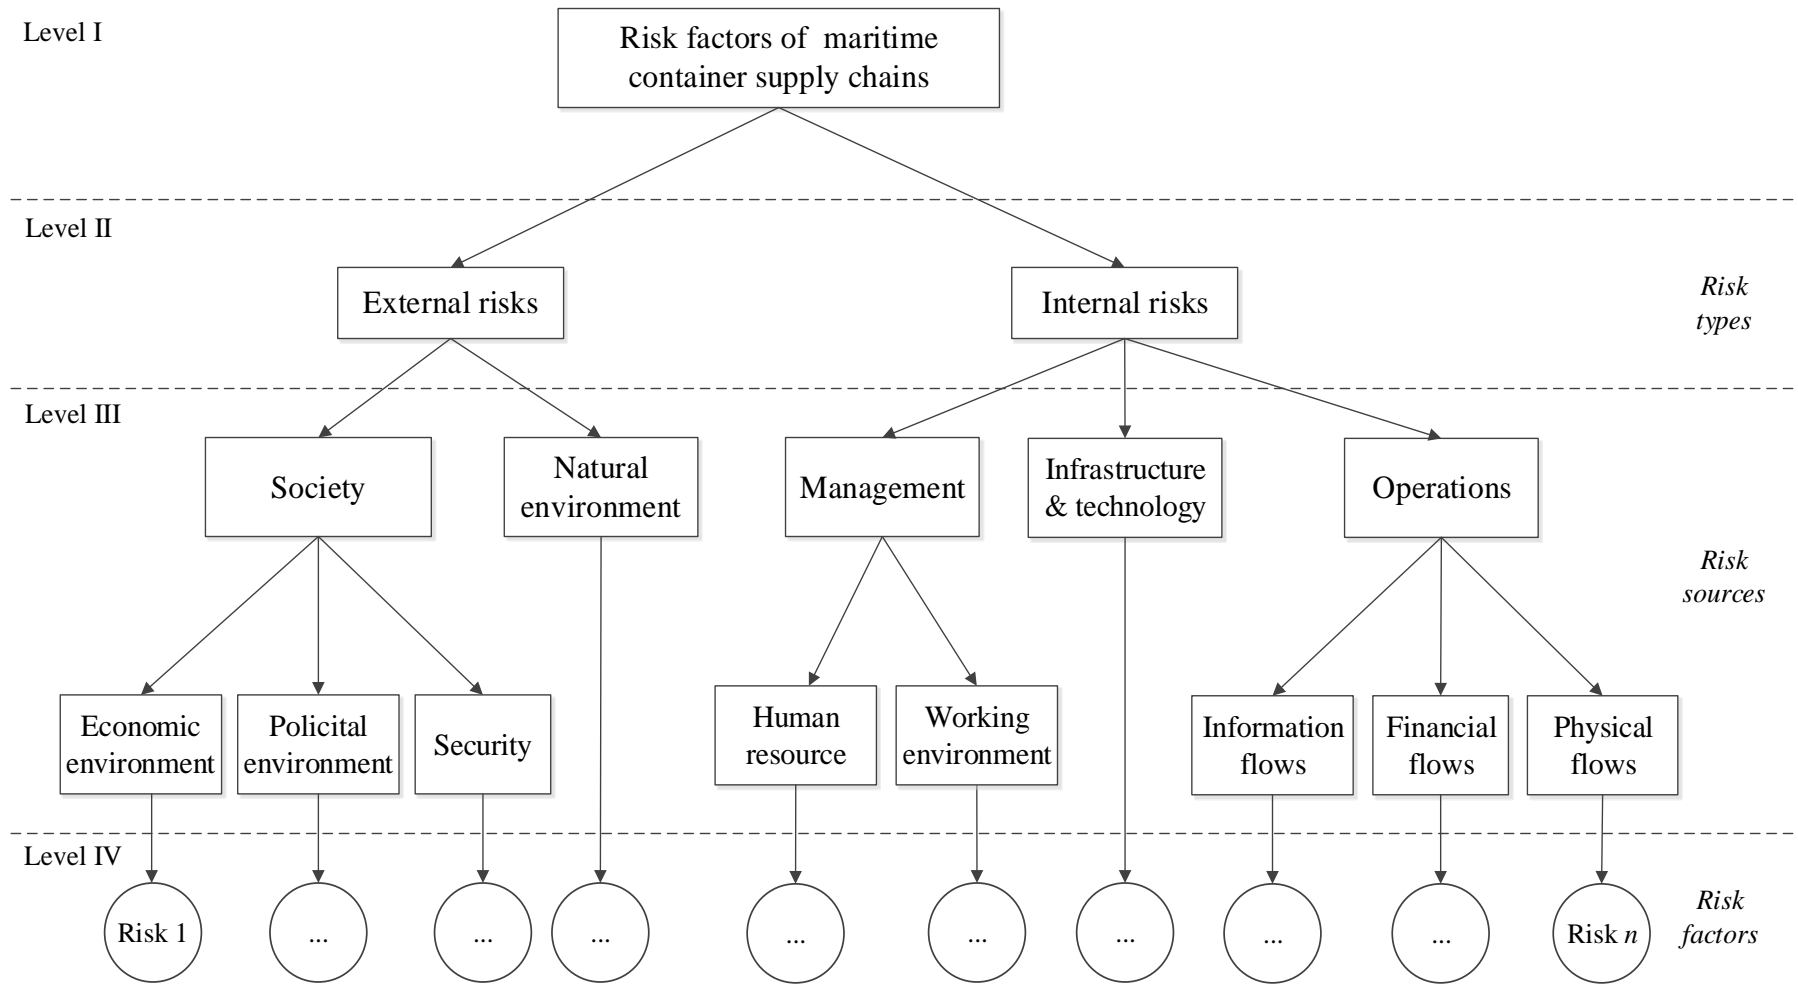 Level I
Risk factors of maritime
container supply chains
Level II
External risks
Internal risks
Risk
types
Level III
Society
Natural
environment
Management
Infrastructure
& technology
Operations
Risk
sources
Economic
environment
Policital
environment
Security
Human
resource
Working
environment
Information
flows
Financial
flows
Physical
flows
Level IV
Risk 1
...
...
...
...
...
...
...
...
Risk n
Risk
factors